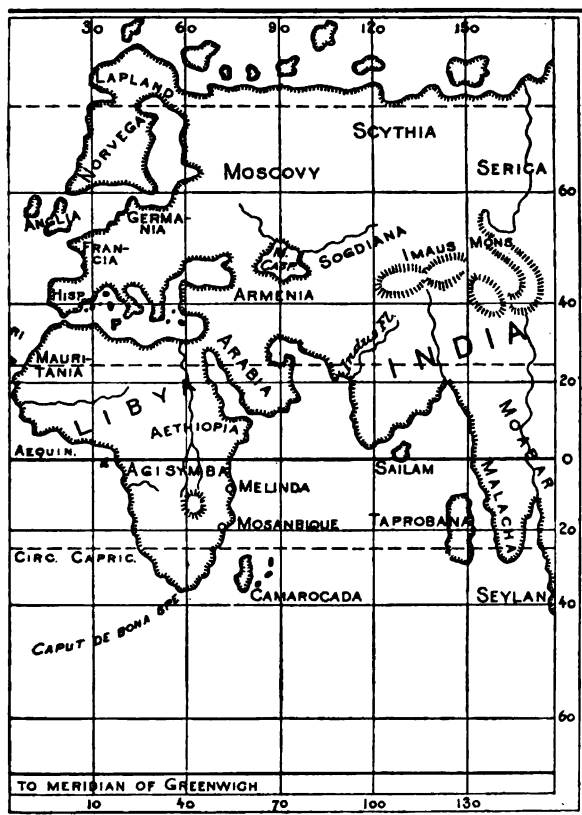 30 60 90 120 150
LAPLAND
SCYTHIA
NORVEGA
MOSCOVY
SERICA
60
ANGLIA
GERMA-
NIA
SOGDIANA
IMAUS MONS
FRAN-
CIA
M.
CASP.
HISP.
ARMENIA
40
INDIA
Indus Fl.
ARABIA
MAURI-
TANIA
20
LIBYA
MOABAR
AETHIOPIA
AEQUIN.
0
SAILAM
AGISYMBA
MALACHA
MELINDA
MOSANBIQUE
TAPROBANA
20
CIRC. CAPRIC.
CAMAROCADA
SEYLAN
40
CAPUT DE BONA SPE
60
TO MERIDIAN OF GREENWICH
10 40 70 100 130